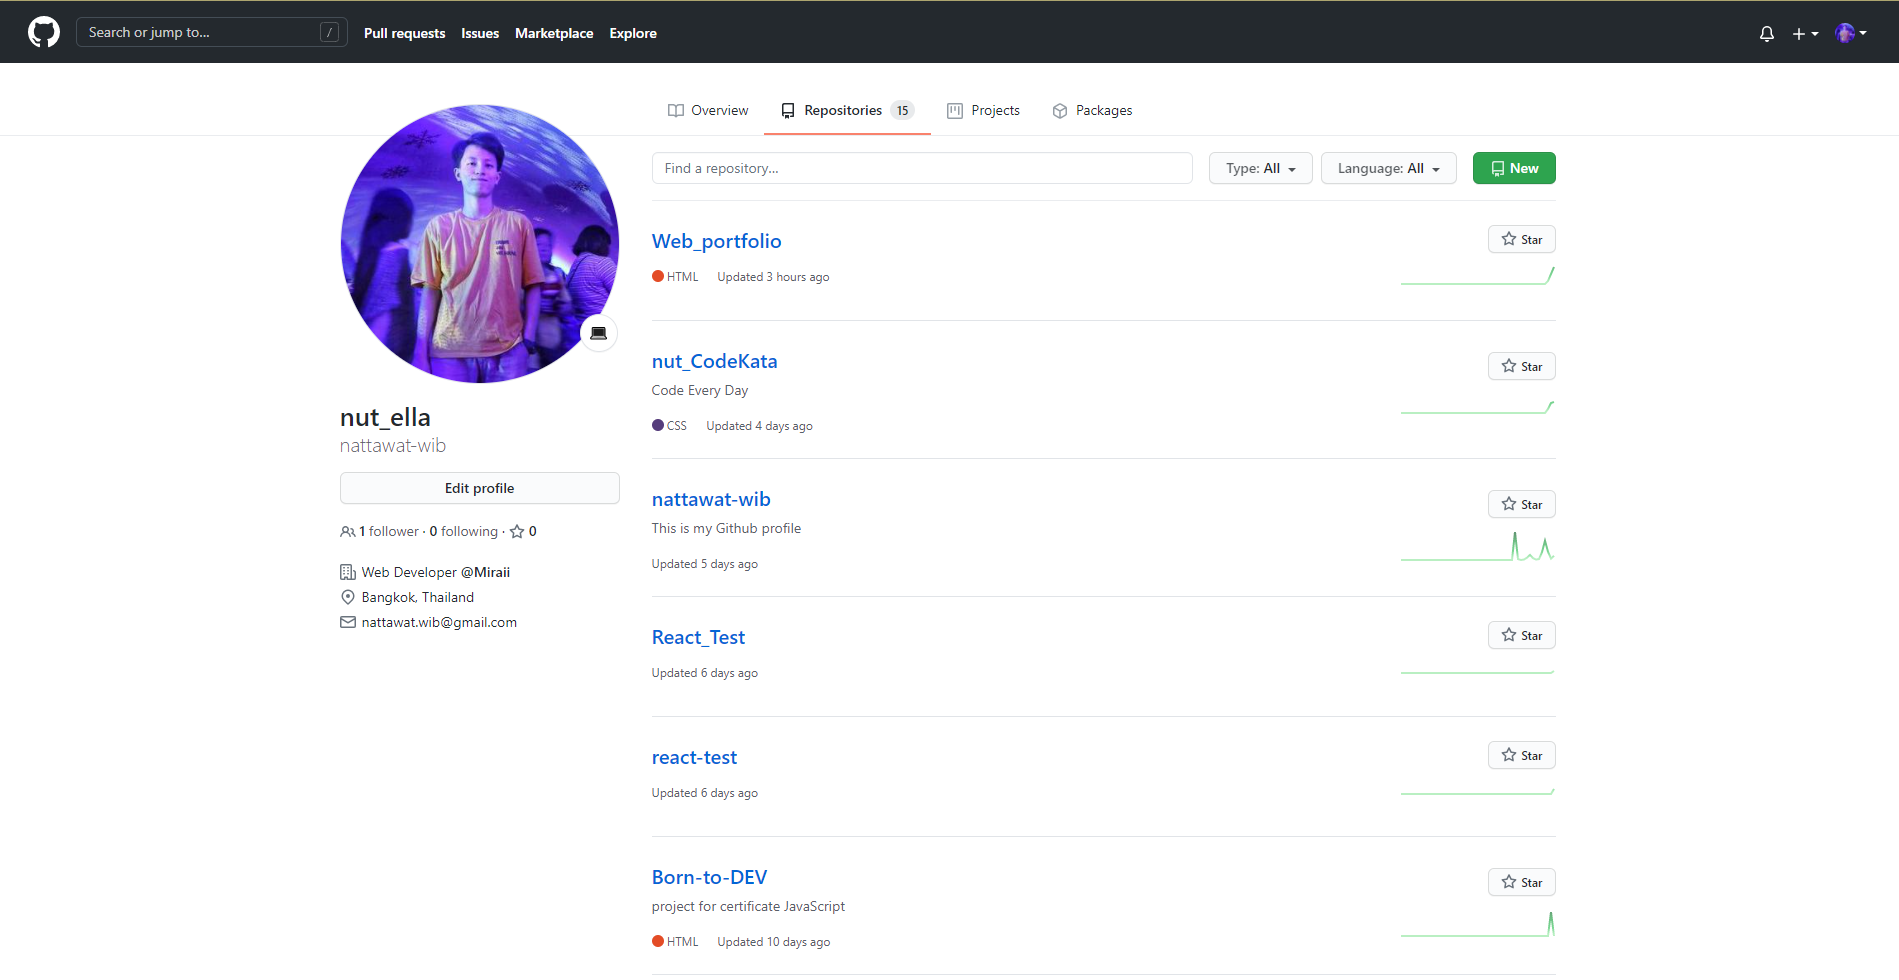 Search or jump to... /
Pull requests Issues Marketplace Explore
Overview Repositories 15 Projects Packages
Find a repository... Type: All Language: All New
nut_ella
nattawat-wib
Edit profile
1 follower · 0 following · 0
Web Developer @Miraii
Bangkok, Thailand
nattawat.wib@gmail.com
Web_portfolio Star
HTML Updated 3 hours ago
nut_CodeKata Star
Code Every Day
CSS Updated 4 days ago
nattawat-wib Star
This is my Github profile
Updated 5 days ago
React_Test Star
Updated 6 days ago
react-test Star
Updated 6 days ago
Born-to-DEV Star
project for certificate JavaScript
HTML Updated 10 days ago